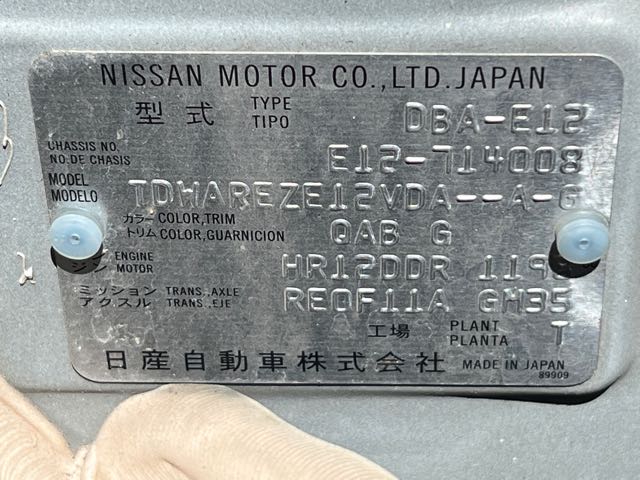 NISSAN MOTOR CO.,LTD.JAPAN
型式 TYPE TIPO DBA-E12
CHASSIS NO. NO.DE CHASIS E12-714008
MODEL MODELO TDWAREZE12VDA--A-G
カラー COLOR,TRIM
トリム COLOR,GUARNICION QAB G
ENGINE MOTOR HR12DDR 119
ミッション TRANS.,AXLE
アクスル TRANS.,EJE RE0F11A GH35
工場 PLANT PLANTA T
日産自動車株式会社 MADE IN JAPAN
89909